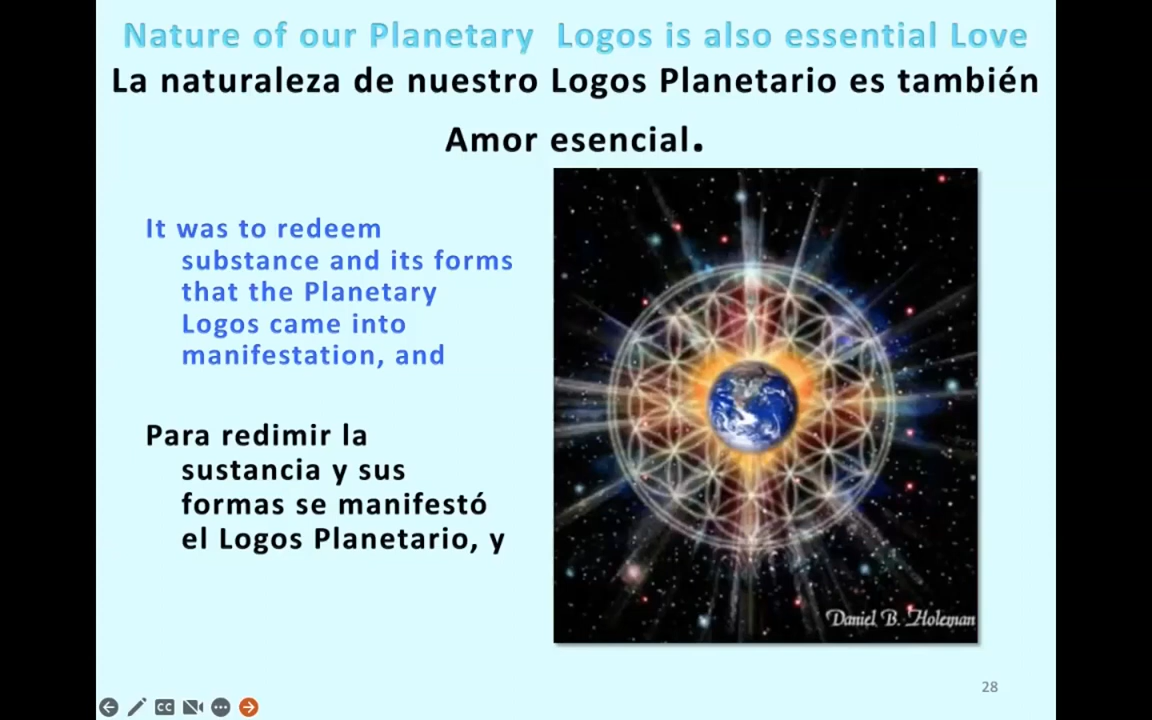 Nature of our Planetary Logos is also essential Love
La naturaleza de nuestro Logos Planetario es también
Amor esencial.
It was to redeem
substance and its forms
that the Planetary
Logos came into
manifestation, and
Para redimir la
sustancia y sus
formas se manifestó
el Logos Planetario, y
Daniel B. Holeman
28
CC